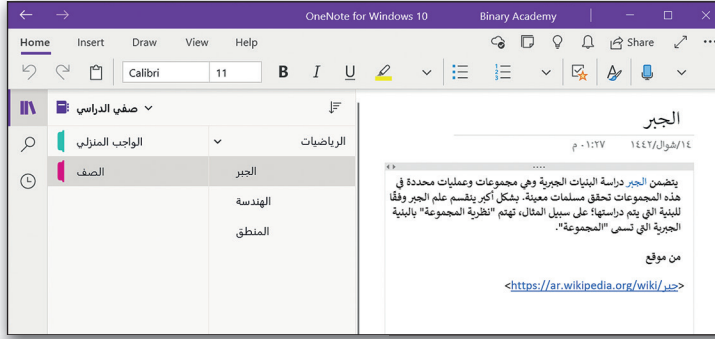 OneNote for Windows 10
Binary Academy
Home Insert Draw View Help
Share
Calibri 11 B I U
صفي الدراسي
الواجب المنزلي
الصف
الرياضيات
الجبر
الهندسة
المنطق
الجبر
١٤/شوال/١٤٤٢ ٠١:٢٧ م
يتضمن الجبر دراسة البنيات الجبرية وهي مجموعات وعمليات محددة في
هذه المجموعات تحقق مسلمات معينة. بشكل أكبر ينقسم علم الجبر وفقًا
للبنية التي يتم دراستها؛ على سبيل المثال، تهتم "نظرية المجموعة" بالبنية
الجبرية التي تسمى "المجموعة".
من موقع
<https://ar.wikipedia.org/wiki/جبر>